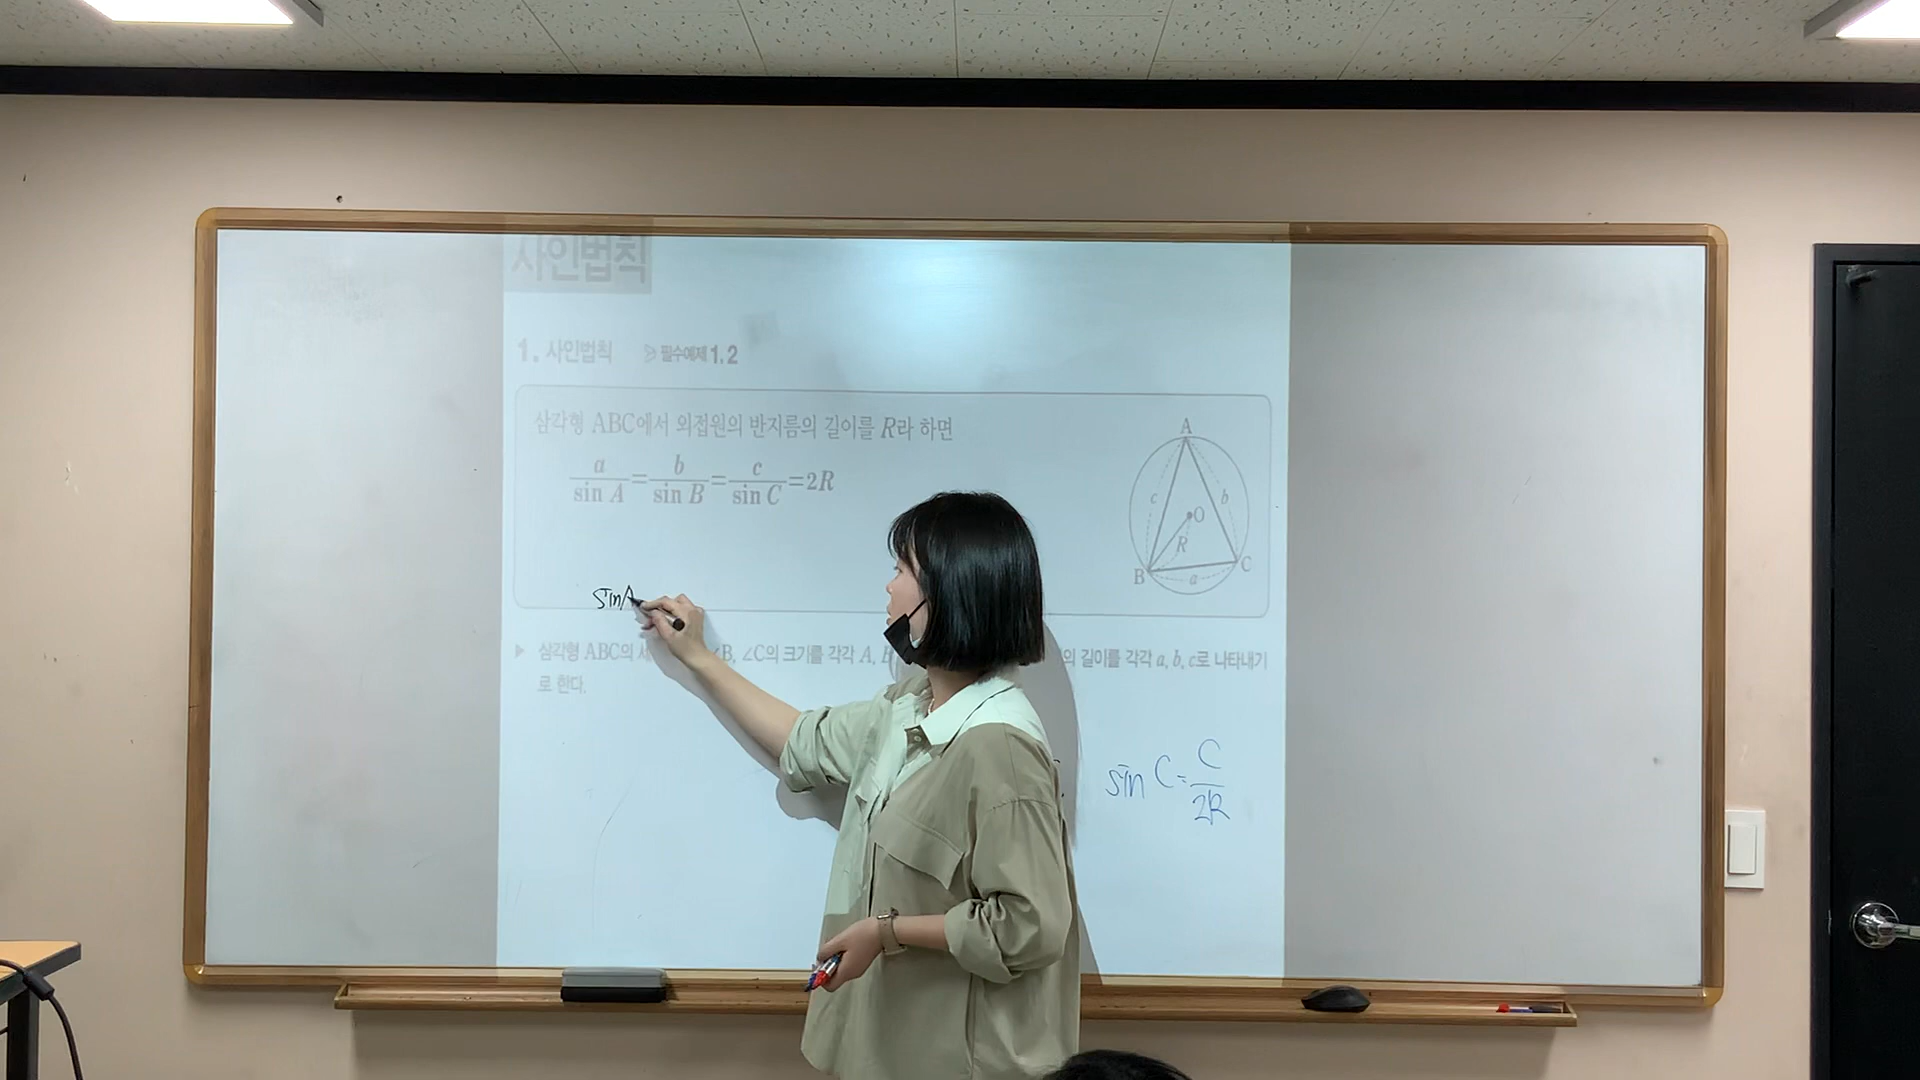 사인법칙
1. 사인법칙 필수예제 1, 2
삼각형 ABC에서 외접원의 반지름의 길이를 R라 하면
a/sin A = b/sin B = c/sin C = 2R
A
c b
O
R
B a C
sinA
▶ 삼각형 ABC의 세 B, ∠C의 크기를 각각 A, B 의 길이를 각각 a, b, c로 나타내기
로 한다.
sin C = C/2R